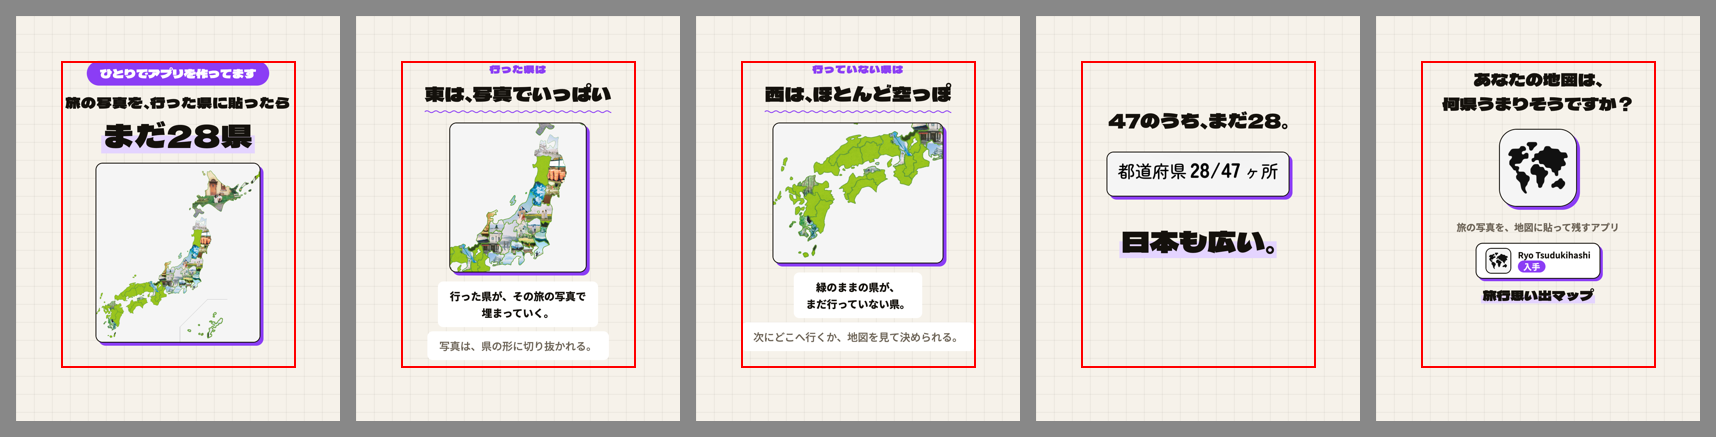 ひとりでアプリを作ってます
旅の写真を、行った県に貼ったら
まだ28県
行った県は
東は、写真でいっぱい
行った県が、その旅の写真で
埋まっていく。
写真は、県の形に切り抜かれる。
行っていない県は
西は、ほとんど空っぽ
緑のままの県が、
まだ行っていない県。
次にどこへ行くか、地図を見て決められる。
47のうち、まだ28。
都道府県 28/47 ヶ所
日本も広い。
あなたの地図は、
何県うまりそうですか？
旅の写真を、地図に貼って残すアプリ
Ryo Tsudukihashi
入手
旅行思い出マップ